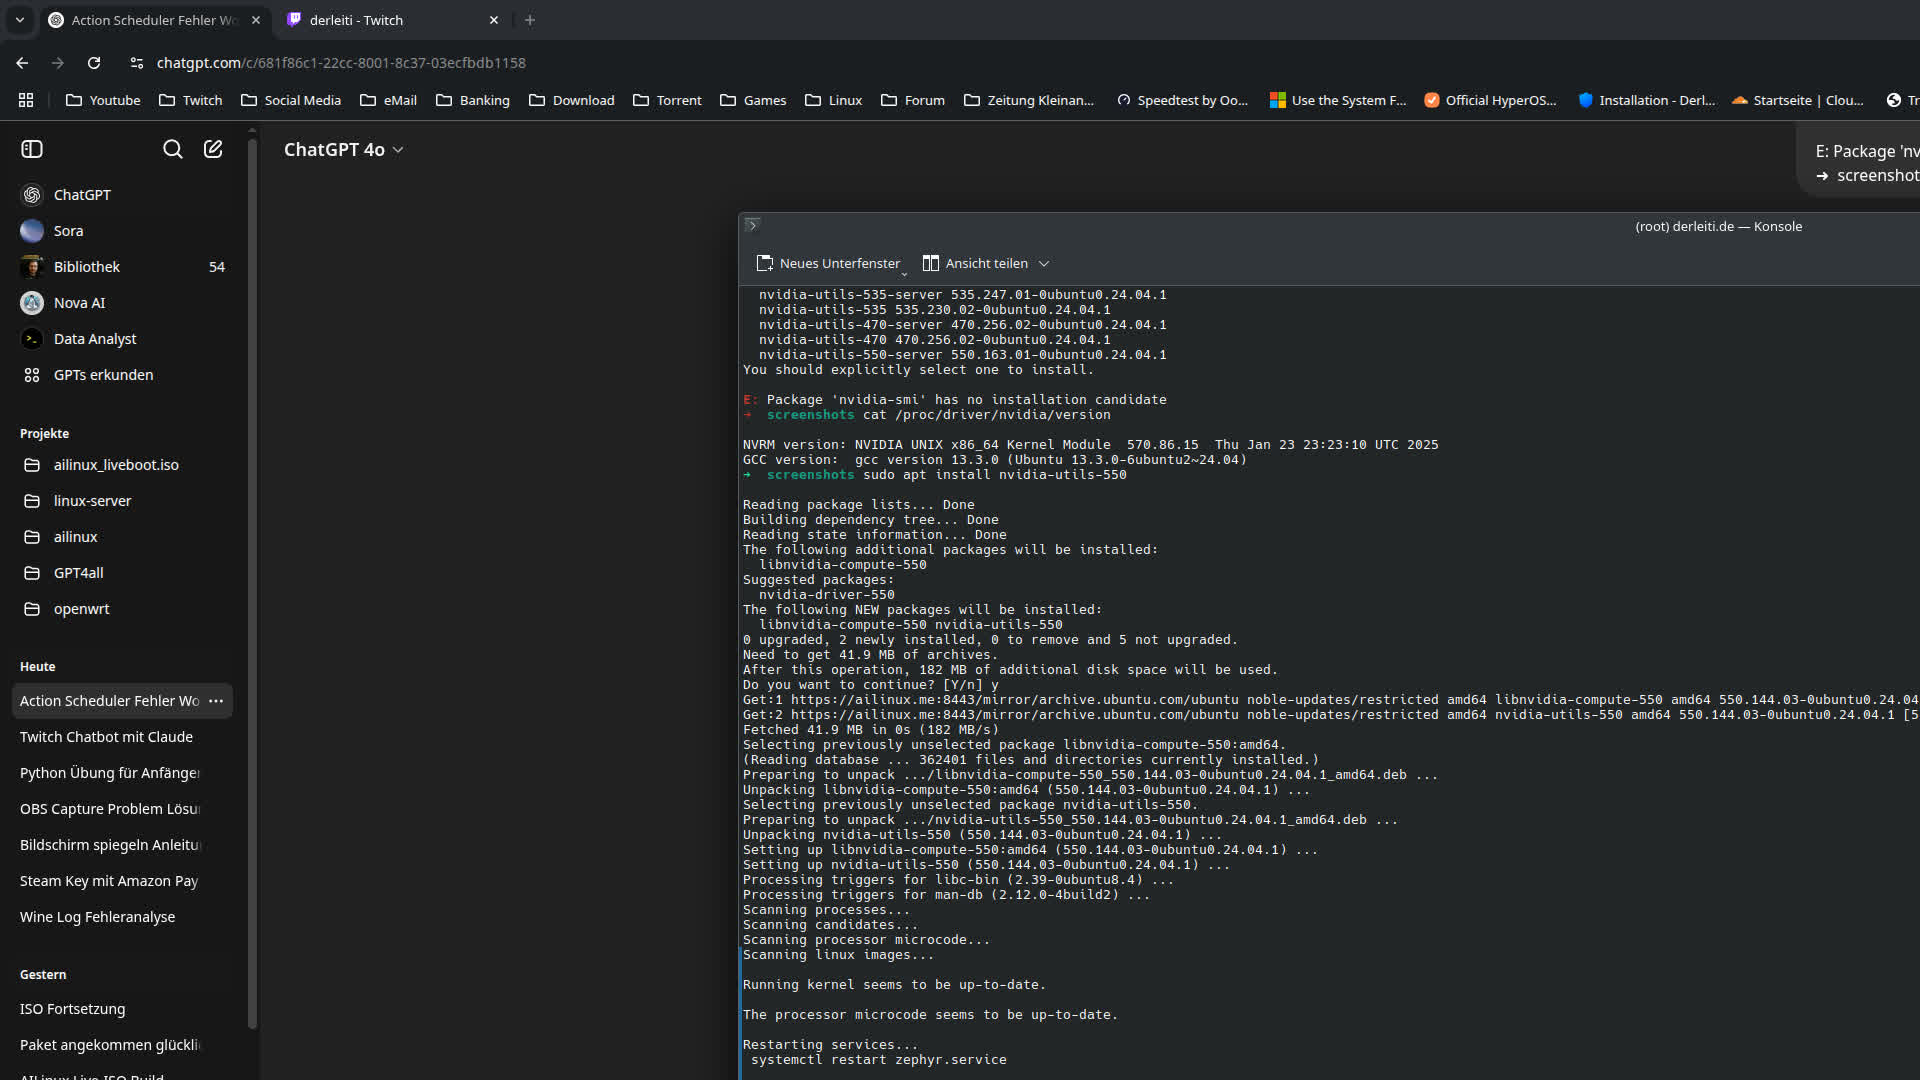 Action Scheduler Fehler Wo
derleiti - Twitch
chatgpt.com/c/681f86c1-22cc-8001-8c37-03ecfbdb1158
Youtube
Twitch
Social Media
eMail
Banking
Download
Torrent
Games
Linux
Forum
Zeitung Kleinan...
Speedtest by Oo...
Use the System F...
Official HyperOS...
Installation - Derl...
Startseite | Clou...
Tr
ChatGPT 4o
E: Package 'nv
➜ screenshot
ChatGPT
Sora
Bibliothek 54
Nova AI
Data Analyst
GPTs erkunden
Projekte
ailinux_liveboot.iso
linux-server
ailinux
GPT4all
openwrt
Heute
Action Scheduler Fehler Wo
Twitch Chatbot mit Claude
Python Übung für Anfänger
OBS Capture Problem Lösu
Bildschirm spiegeln Anleitu
Steam Key mit Amazon Pay
Wine Log Fehleranalyse
Gestern
ISO Fortsetzung
Paket angekommen glückli
AILinux Live ISO Build
(root) derleiti.de — Konsole
Neues Unterfenster
Ansicht teilen
nvidia-utils-535-server 535.247.01-0ubuntu0.24.04.1
nvidia-utils-535 535.230.02-0ubuntu0.24.04.1
nvidia-utils-470-server 470.256.02-0ubuntu0.24.04.1
nvidia-utils-470 470.256.02-0ubuntu0.24.04.1
nvidia-utils-550-server 550.163.01-0ubuntu0.24.04.1
You should explicitly select one to install.
E: Package 'nvidia-smi' has no installation candidate
➜ screenshots cat /proc/driver/nvidia/version
NVRM version: NVIDIA UNIX x86_64 Kernel Module 570.86.15 Thu Jan 23 23:23:10 UTC 2025
GCC version: gcc version 13.3.0 (Ubuntu 13.3.0-6ubuntu2~24.04)
➜ screenshots sudo apt install nvidia-utils-550
Reading package lists... Done
Building dependency tree... Done
Reading state information... Done
The following additional packages will be installed:
libnvidia-compute-550
Suggested packages:
nvidia-driver-550
The following NEW packages will be installed:
libnvidia-compute-550 nvidia-utils-550
0 upgraded, 2 newly installed, 0 to remove and 5 not upgraded.
Need to get 41.9 MB of archives.
After this operation, 182 MB of additional disk space will be used.
Do you want to continue? [Y/n] y
Get:1 https://ailinux.me:8443/mirror/archive.ubuntu.com/ubuntu noble-updates/restricted amd64 libnvidia-compute-550 amd64 550.144.03-0ubuntu0.24.04
Get:2 https://ailinux.me:8443/mirror/archive.ubuntu.com/ubuntu noble-updates/restricted amd64 nvidia-utils-550 amd64 550.144.03-0ubuntu0.24.04.1 [5
Fetched 41.9 MB in 0s (182 MB/s)
Selecting previously unselected package libnvidia-compute-550:amd64.
(Reading database ... 362401 files and directories currently installed.)
Preparing to unpack .../libnvidia-compute-550_550.144.03-0ubuntu0.24.04.1_amd64.deb ...
Unpacking libnvidia-compute-550:amd64 (550.144.03-0ubuntu0.24.04.1) ...
Selecting previously unselected package nvidia-utils-550.
Preparing to unpack .../nvidia-utils-550_550.144.03-0ubuntu0.24.04.1_amd64.deb ...
Unpacking nvidia-utils-550 (550.144.03-0ubuntu0.24.04.1) ...
Setting up libnvidia-compute-550:amd64 (550.144.03-0ubuntu0.24.04.1) ...
Setting up nvidia-utils-550 (550.144.03-0ubuntu0.24.04.1) ...
Processing triggers for libc-bin (2.39-0ubuntu8.4) ...
Processing triggers for man-db (2.12.0-4build2) ...
Scanning processes...
Scanning candidates...
Scanning processor microcode...
Scanning linux images...
Running kernel seems to be up-to-date.
The processor microcode seems to be up-to-date.
Restarting services...
systemctl restart zephyr.service